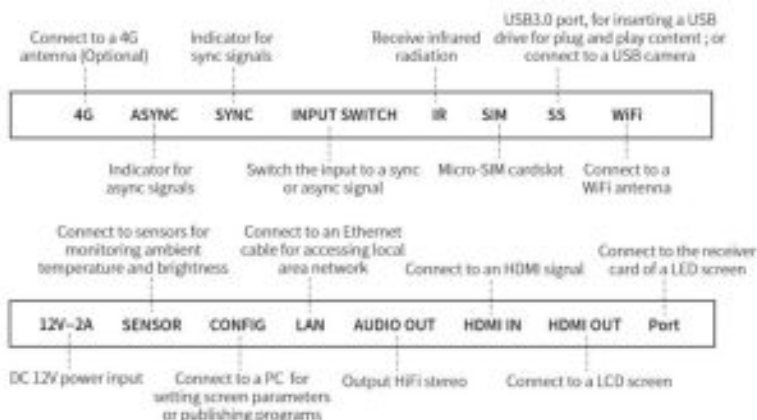 Connect to a 4G
antenna (Optional)
Indicator for
sync signals
Receive infrared
radiation
USB3.0 port, for inserting a USB
drive for plug and play content ; or
connect to a USB camera
4G ASYNC SYNC INPUT SWITCH IR SIM SS WiFi
Indicator for
async signals
Switch the input to a sync
or async signal
Micro-SIM cardslot
Connect to a
WiFi antenna
Connect to sensors for
monitoring ambient
temperature and brightness
Connect to an Ethernet
cable for accessing local
area network
Connect to an HDMI signal
Connect to the receiver
card of a LED screen
12V⎓2A SENSOR CONFIG LAN AUDIO OUT HDMI IN HDMI OUT Port
DC 12V power input
Connect to a PC for
setting screen parameters
or publishing programs
Output HiFi stereo
Connect to a LCD screen